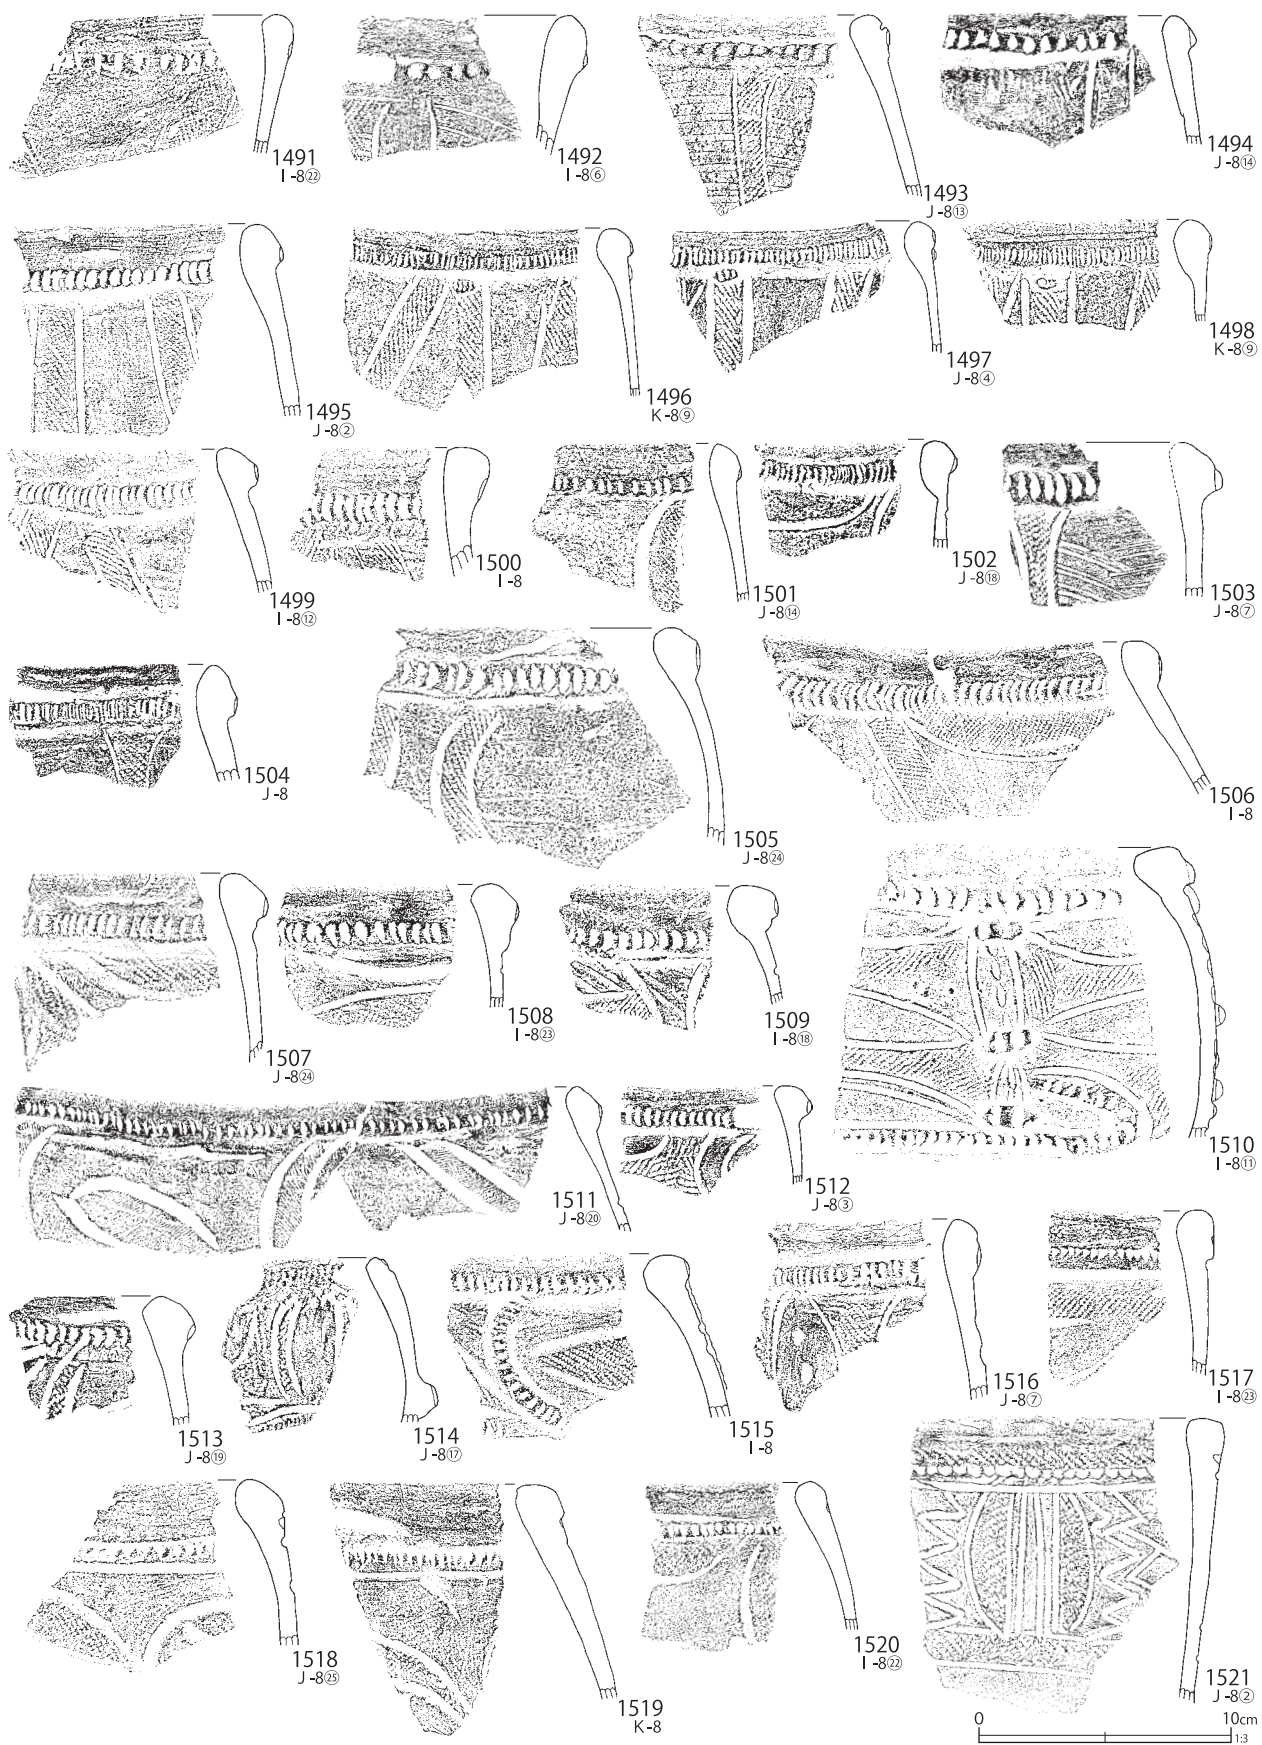 1491
I-8㉒
1492
I-8⑥
1493
J-8⑬
1494
J-8⑭
1495
J-8②
1496
K-8⑨
1497
J-8④
1498
K-8⑨
1499
I-8⑫
1500
I-8
1501
J-8⑭
1502
J-8⑱
1503
J-8⑦
1504
J-8
1505
J-8㉔
1506
I-8
1507
J-8㉔
1508
I-8㉓
1509
I-8⑱
1510
I-8⑪
1511
J-8⑳
1512
J-8③
1513
J-8⑲
1514
J-8⑰
1515
I-8
1516
J-8⑦
1517
I-8㉓
1518
J-8㉕
1519
K-8
1520
I-8㉒
1521
J-8②
0 10cm
1:3